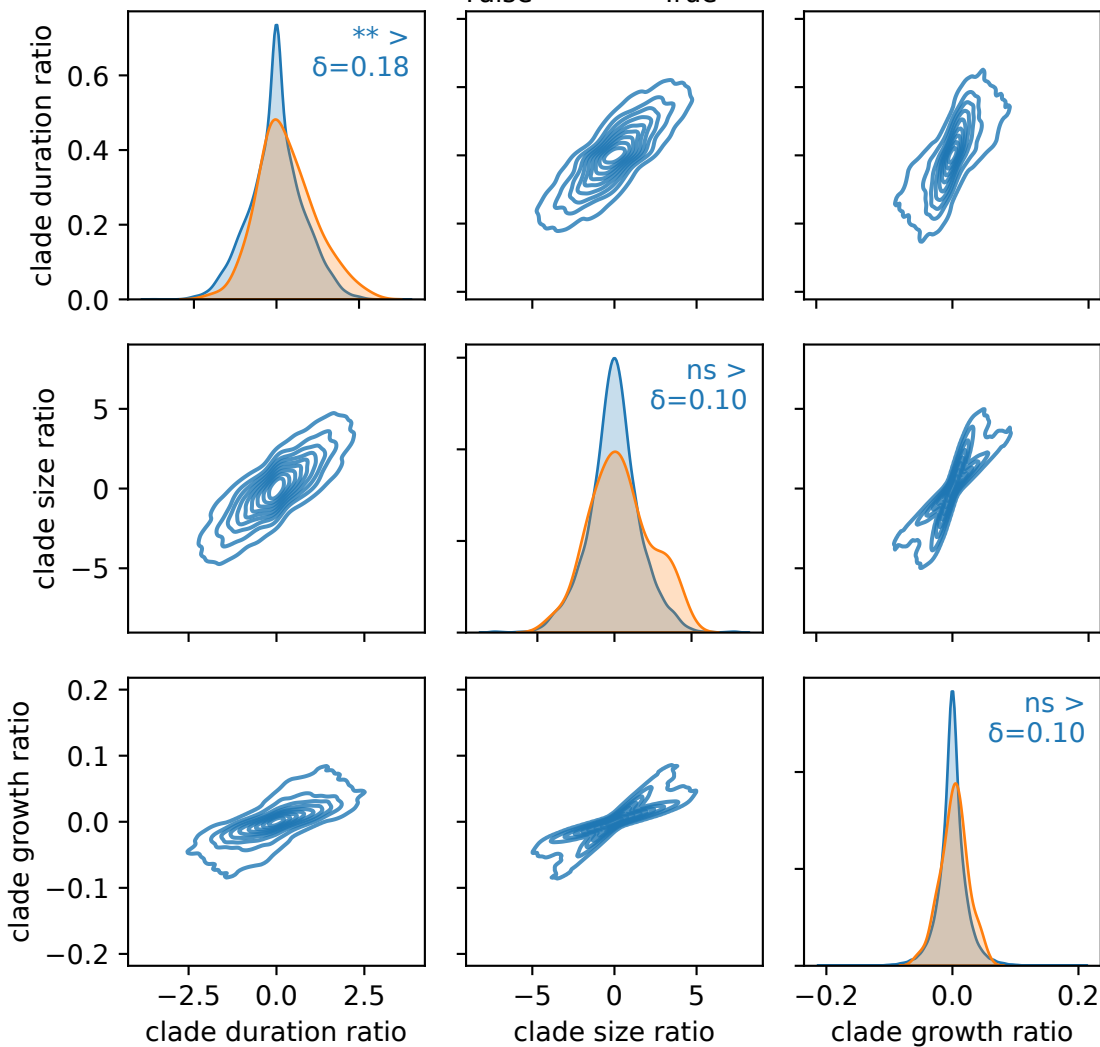 False True
clade duration ratio
0.6
0.4
0.2
0.0
** >
δ=0.18
clade size ratio
5
0
−5
ns >
δ=0.10
clade growth ratio
0.2
0.1
0.0
−0.1
−0.2
ns >
δ=0.10
−2.5 0.0 2.5
−5 0 5
−0.2 0.0 0.2
clade duration ratio
clade size ratio
clade growth ratio